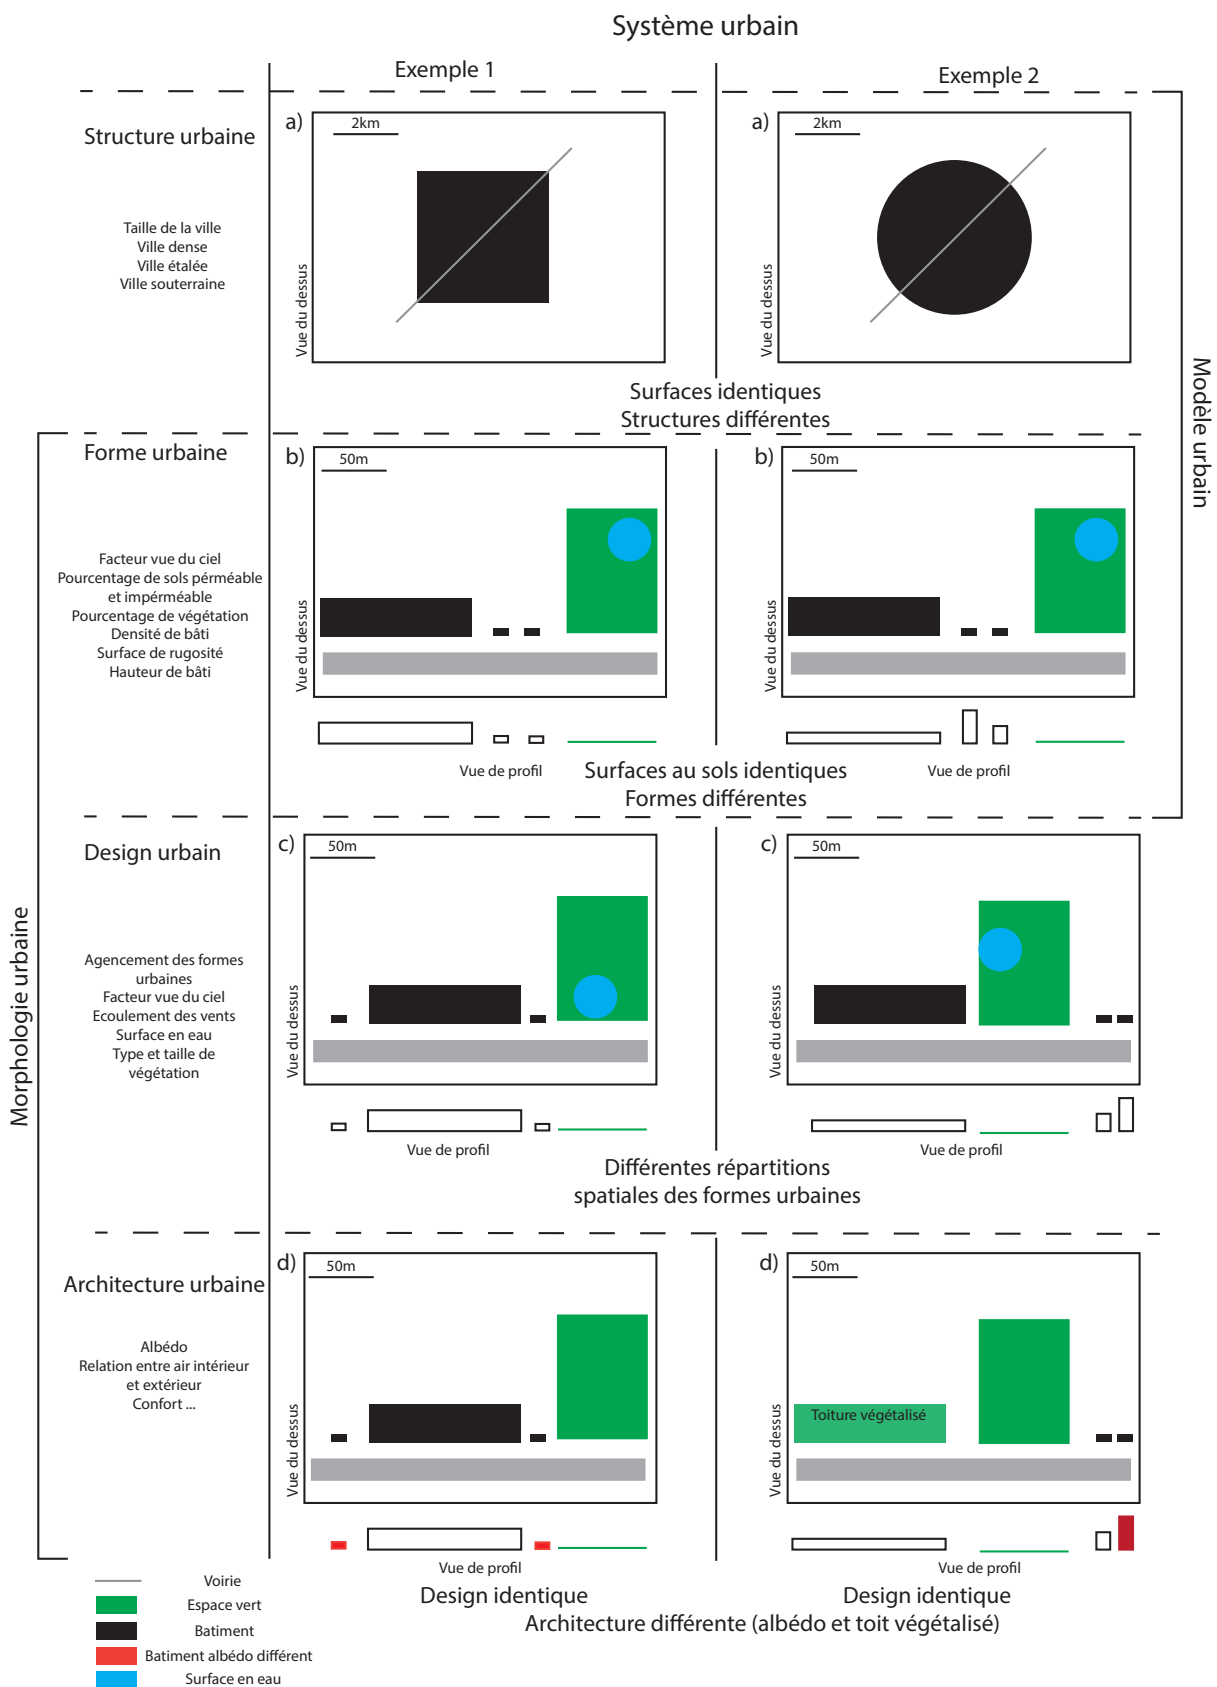 Système urbain
Exemple 1
Exemple 2
Structure urbaine
Taille de la ville
Ville dense
Ville étalée
Ville souterraine
a)
2km
Vue du dessus
a)
2km
Vue du dessus
Surfaces identiques
Structures différentes
Modèle urbain
Forme urbaine
Facteur vue du ciel
Pourcentage de sols pérméable
et impérméable
Pourcentage de végétation
Densité de bâti
Surface de rugosité
Hauteur de bâti
b)
50m
Vue du dessus
Vue de profil
b)
50m
Vue du dessus
Vue de profil
Surfaces au sols identiques
Formes différentes
Morphologie urbaine
Design urbain
Agencement des formes
urbaines
Facteur vue du ciel
Ecoulement des vents
Surface en eau
Type et taille de
végétation
c)
50m
Vue du dessus
Vue de profil
c)
50m
Vue du dessus
Vue de profil
Différentes répartitions
spatiales des formes urbaines
Architecture urbaine
Albédo
Relation entre air intérieur
et extérieur
Confort ...
d)
50m
Vue du dessus
Vue de profil
d)
50m
Toiture végétalisé
Vue du dessus
Vue de profil
Design identique
Design identique
Architecture différente (albédo et toit végétalisé)
Voirie
Espace vert
Batiment
Batiment albédo différent
Surface en eau